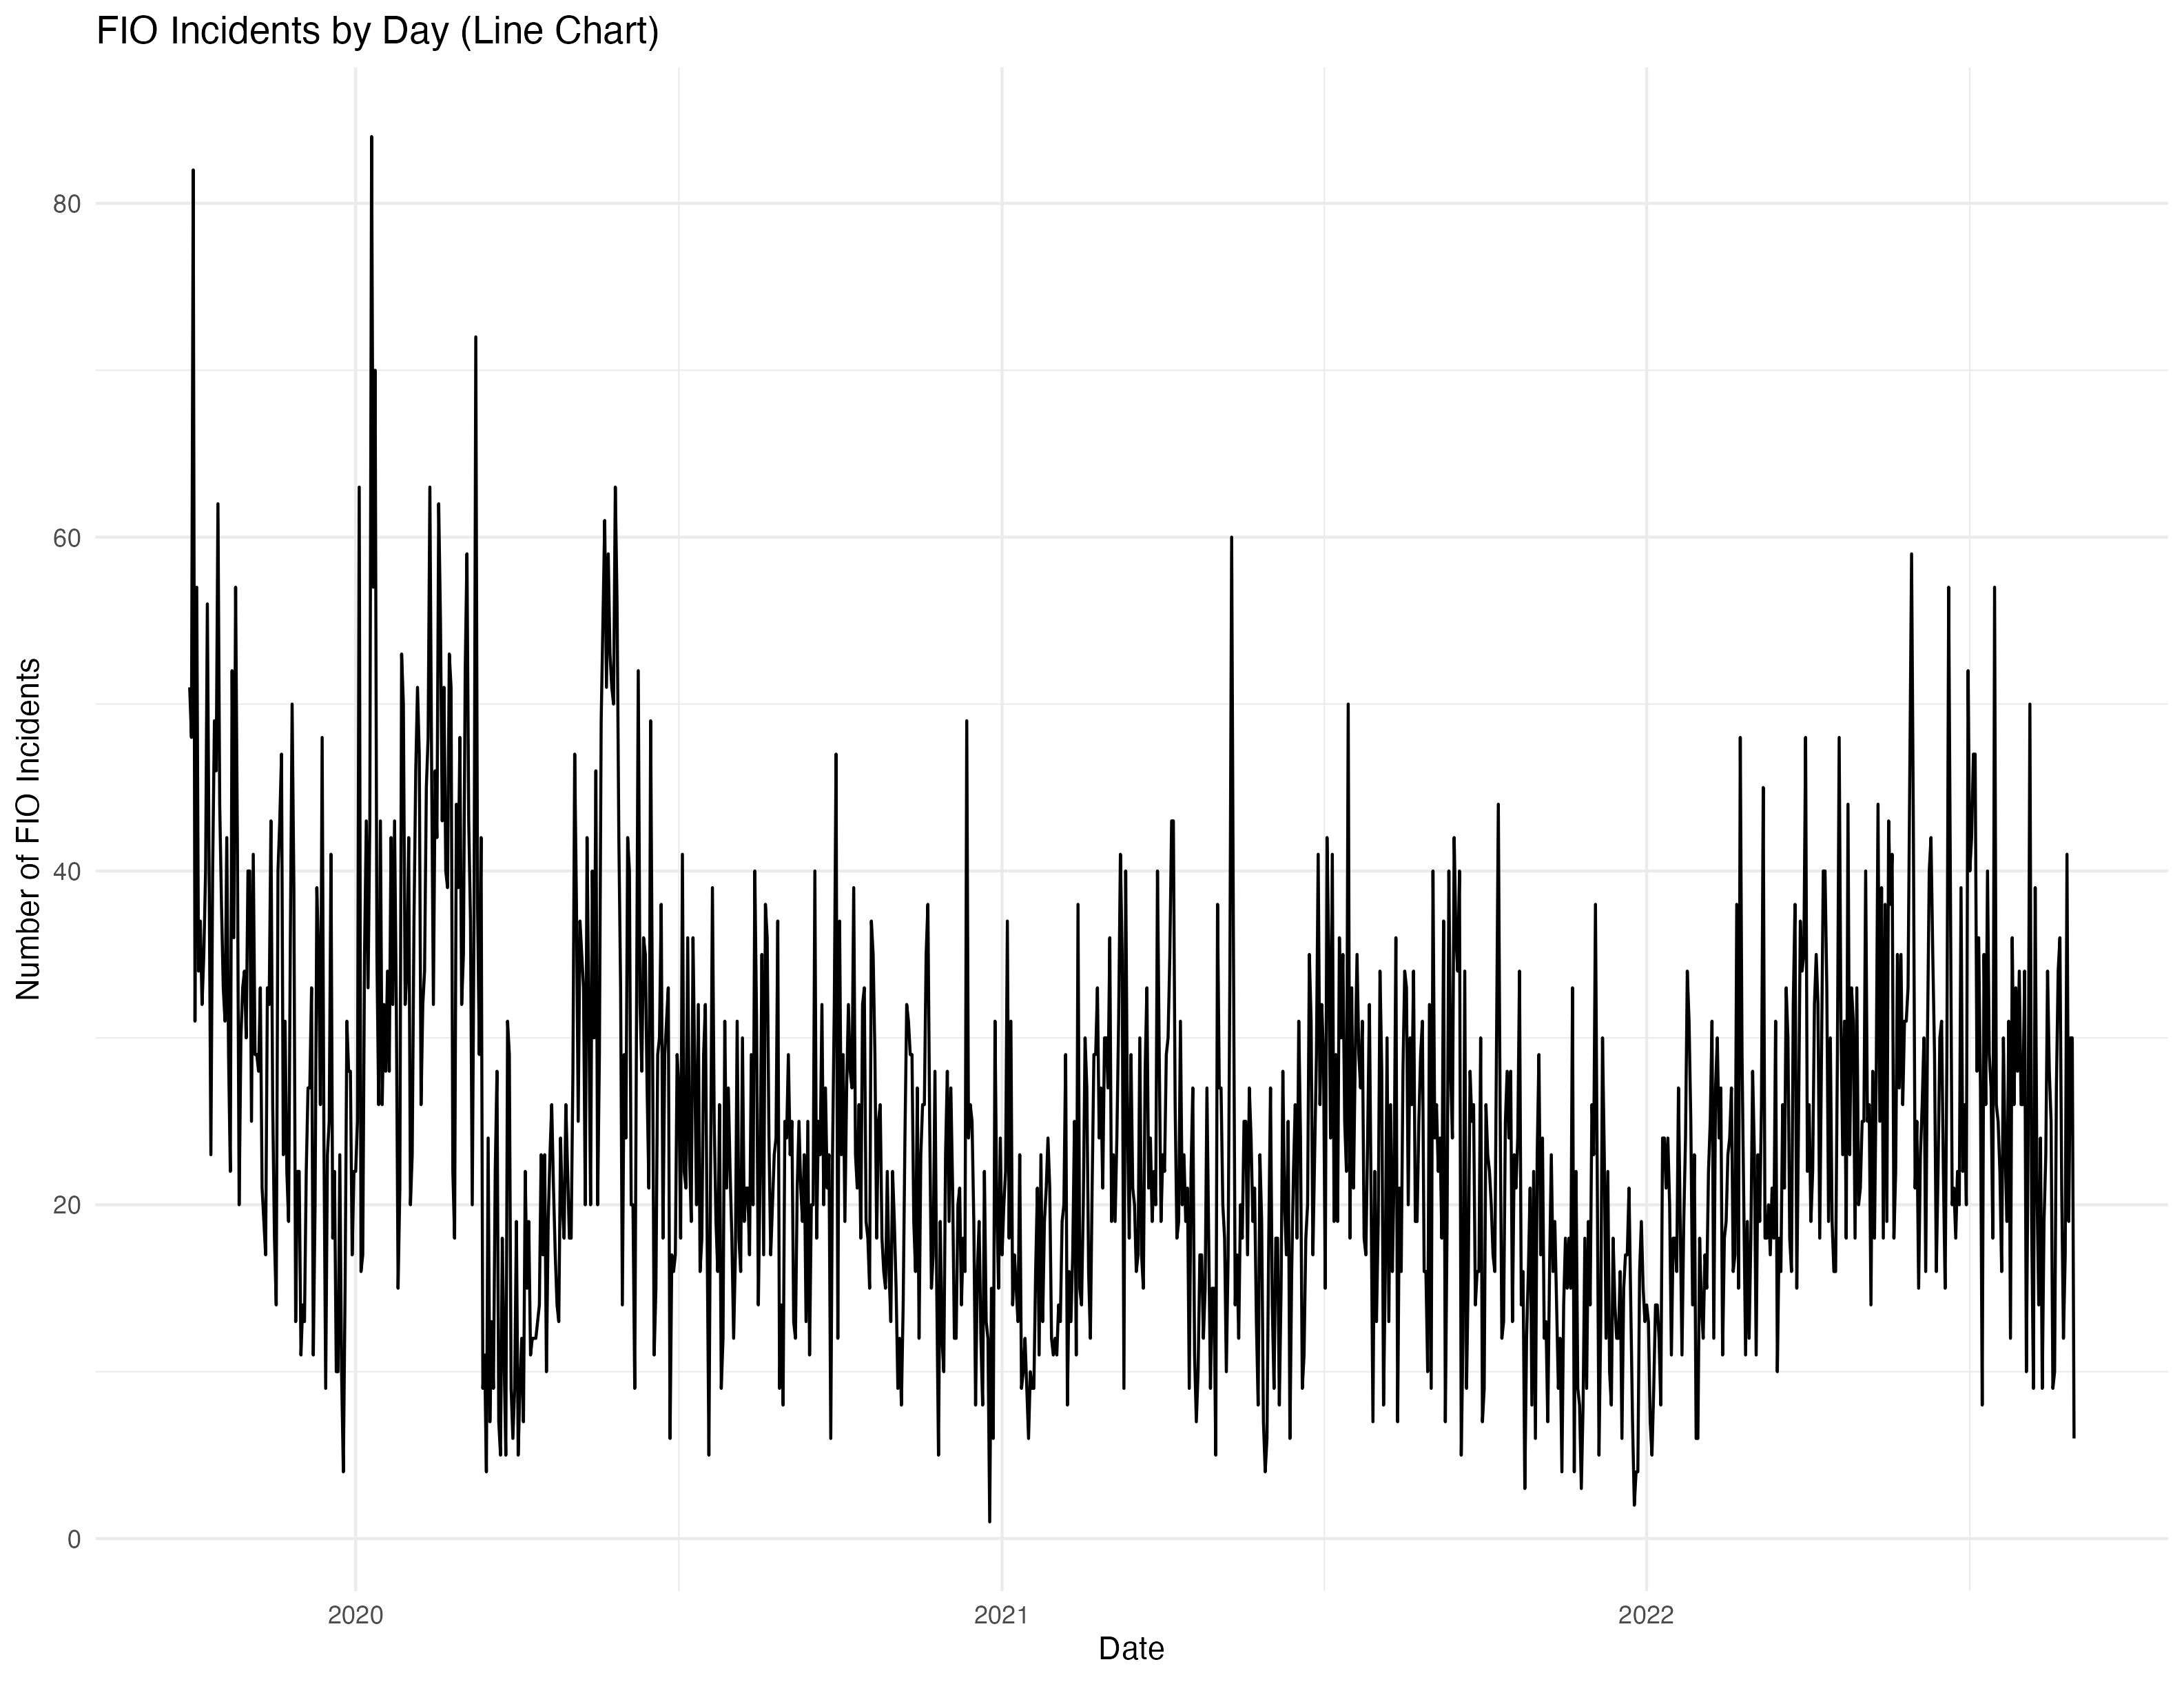 FIO Incidents by Day (Line Chart)
Number of FIO Incidents
80
60
40
20
0
2020
2021
2022
Date